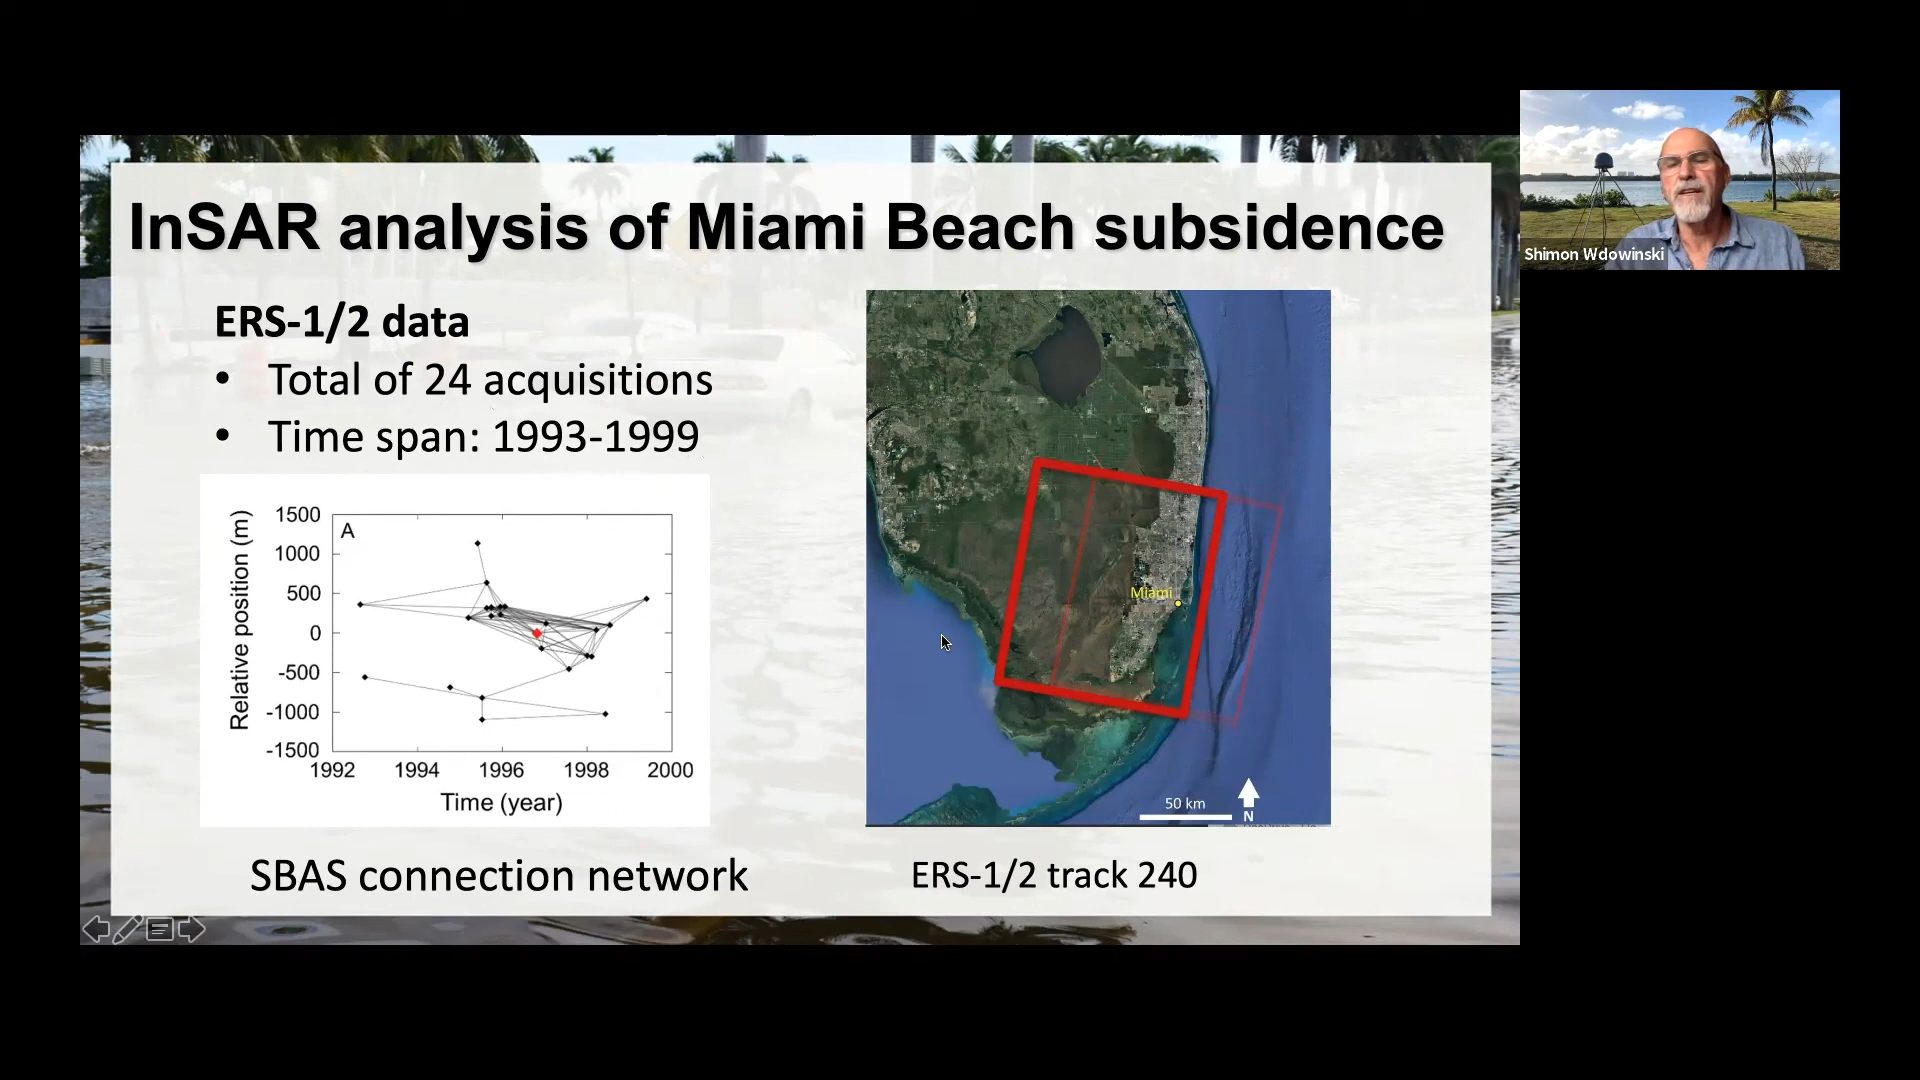 InSAR analysis of Miami Beach subsidence
ERS-1/2 data
• Total of 24 acquisitions
• Time span: 1993-1999
A
Relative position (m)
1500
1000
500
0
-500
-1000
-1500
1992 1994 1996 1998 2000
Time (year)
SBAS connection network
Miami
50 km
N
ERS-1/2 track 240
Shimon Wdowinski